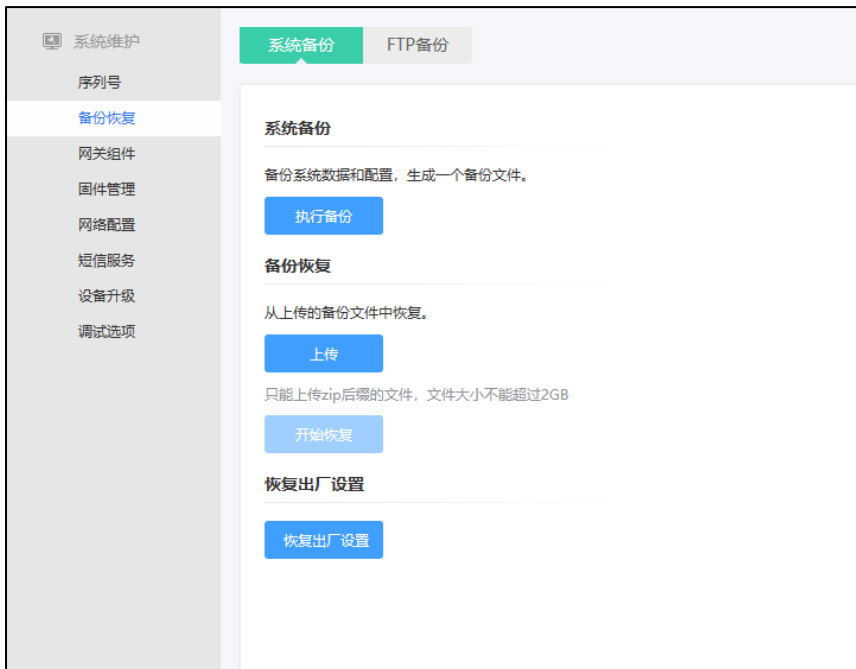 系统维护
序列号
备份恢复
网关组件
固件管理
网络配置
短信服务
设备升级
调试选项
系统备份
FTP备份
系统备份
备份系统数据和配置，生成一个备份文件。
执行备份
备份恢复
从上传的备份文件中恢复。
上传
只能上传zip后缀的文件，文件大小不能超过2GB
开始恢复
恢复出厂设置
恢复出厂设置